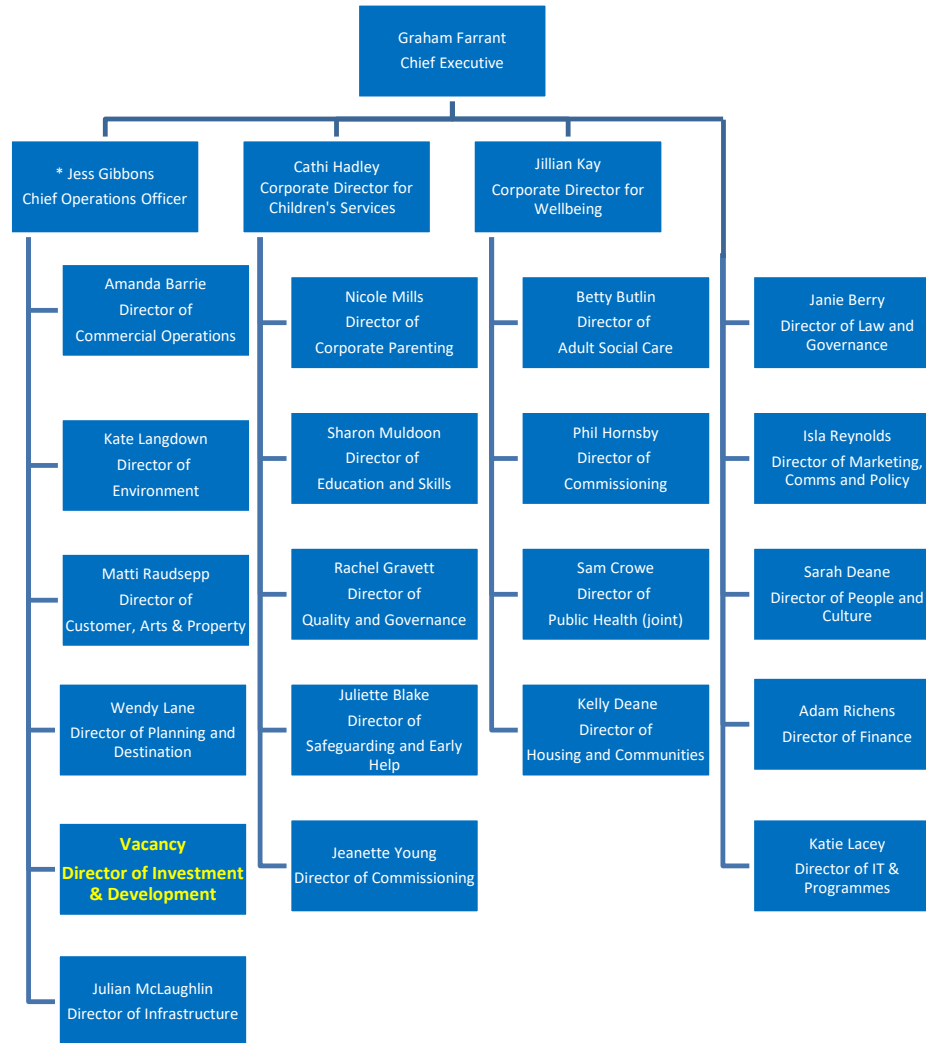 Graham Farrant
Chief Executive
* Jess Gibbons
Chief Operations Officer
Cathi Hadley
Corporate Director for
Children's Services
Jillian Kay
Corporate Director for
Wellbeing
Amanda Barrie
Director of
Commercial Operations
Kate Langdown
Director of
Environment
Matti Raudsepp
Director of
Customer, Arts & Property
Wendy Lane
Director of Planning and
Destination
Vacancy
Director of Investment
& Development
Julian McLaughlin
Director of Infrastructure
Nicole Mills
Director of
Corporate Parenting
Sharon Muldoon
Director of
Education and Skills
Rachel Gravett
Director of
Quality and Governance
Juliette Blake
Director of
Safeguarding and Early
Help
Jeanette Young
Director of Commissioning
Betty Butlin
Director of
Adult Social Care
Phil Hornsby
Director of
Commissioning
Sam Crowe
Director of
Public Health (joint)
Kelly Deane
Director of
Housing and Communities
Janie Berry
Director of Law and
Governance
Isla Reynolds
Director of Marketing,
Comms and Policy
Sarah Deane
Director of People and
Culture
Adam Richens
Director of Finance
Katie Lacey
Director of IT &
Programmes